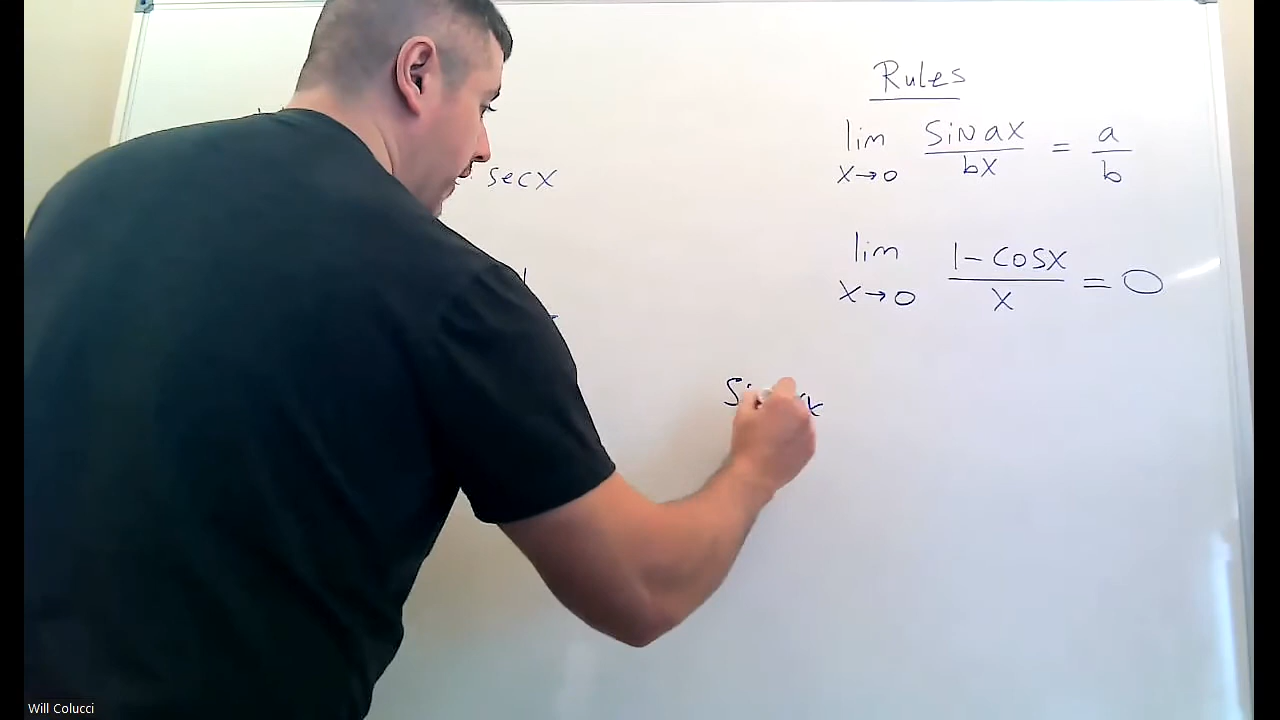 Rules
lim sin ax / bx = a / b
x→0
sec x
lim 1 - cos x / x = 0
x→0
Will Colucci